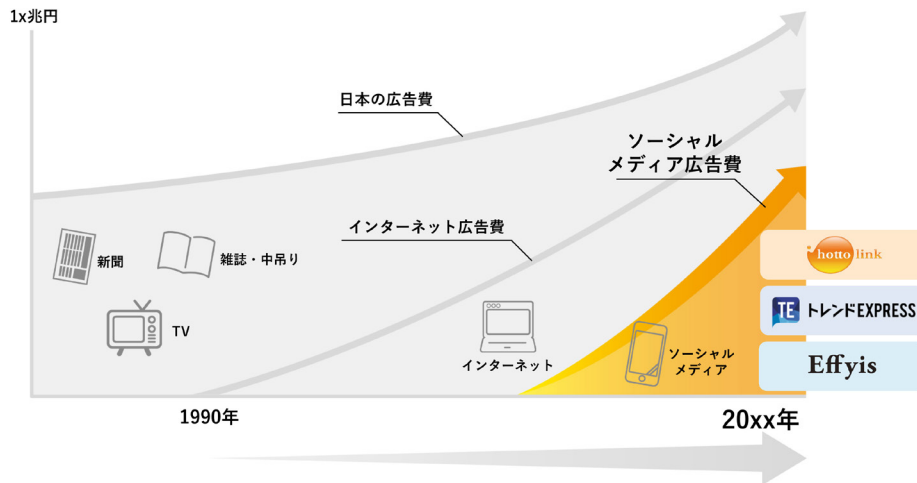 1x兆円
日本の広告費
ソーシャル
メディア広告費
インターネット広告費
新聞
雑誌・中吊り
TV
インターネット
ソーシャル
メディア
hottolink
TE トレンドEXPRESS
Effyis
1990年
20xx年